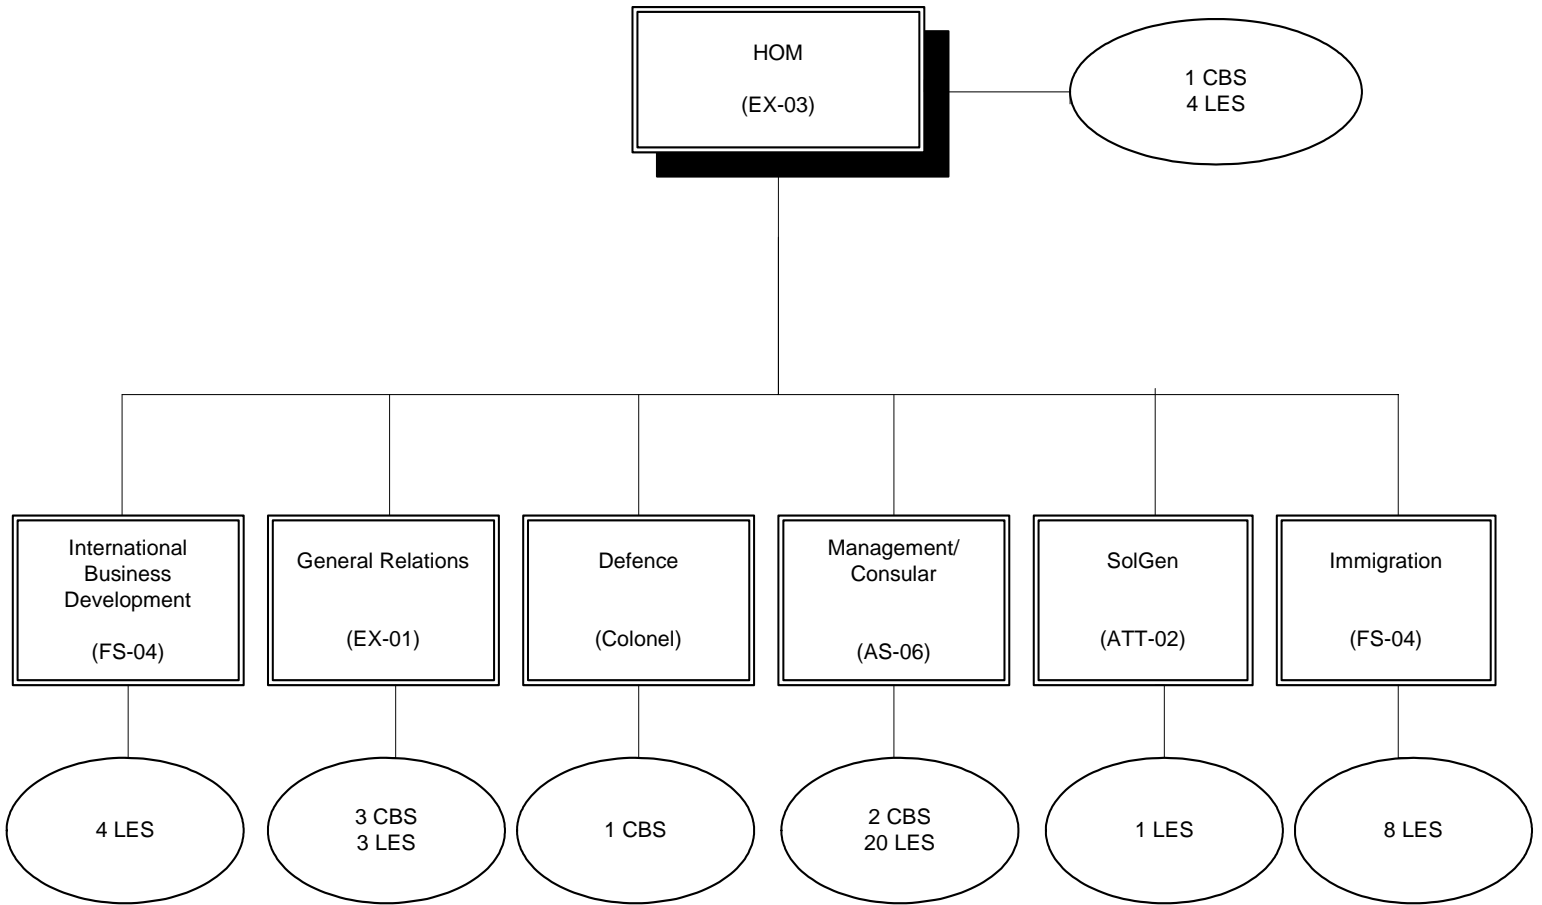 HOM
(EX-03)
1 CBS
4 LES
International
Business
Development
(FS-04)
General Relations
(EX-01)
Defence
(Colonel)
Management/
Consular
(AS-06)
SolGen
(ATT-02)
Immigration
(FS-04)
4 LES
3 CBS
3 LES
1 CBS
2 CBS
20 LES
1 LES
8 LES